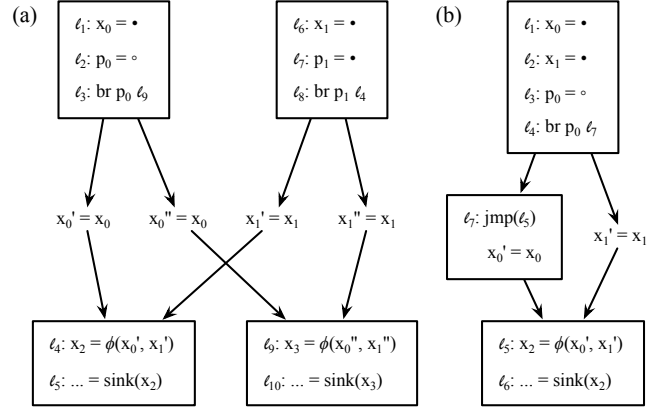 (a)
ℓ₁: x₀ = •
ℓ₂: p₀ = ◦
ℓ₃: br p₀ ℓ₉
ℓ₆: x₁ = •
ℓ₇: p₁ = •
ℓ₈: br p₁ ℓ₄
x₀' = x₀
x₀" = x₀
x₁' = x₁
x₁" = x₁
ℓ₄: x₂ = ϕ(x₀', x₁')
ℓ₅: ... = sink(x₂)
ℓ₉: x₃ = ϕ(x₀", x₁")
ℓ₁₀: ... = sink(x₃)
(b)
ℓ₁: x₀ = •
ℓ₂: x₁ = •
ℓ₃: p₀ = ◦
ℓ₄: br p₀ ℓ₇
ℓ₇: jmp(ℓ₅)
x₀' = x₀
x₁' = x₁
ℓ₅: x₂ = ϕ(x₀', x₁')
ℓ₆: ... = sink(x₂)